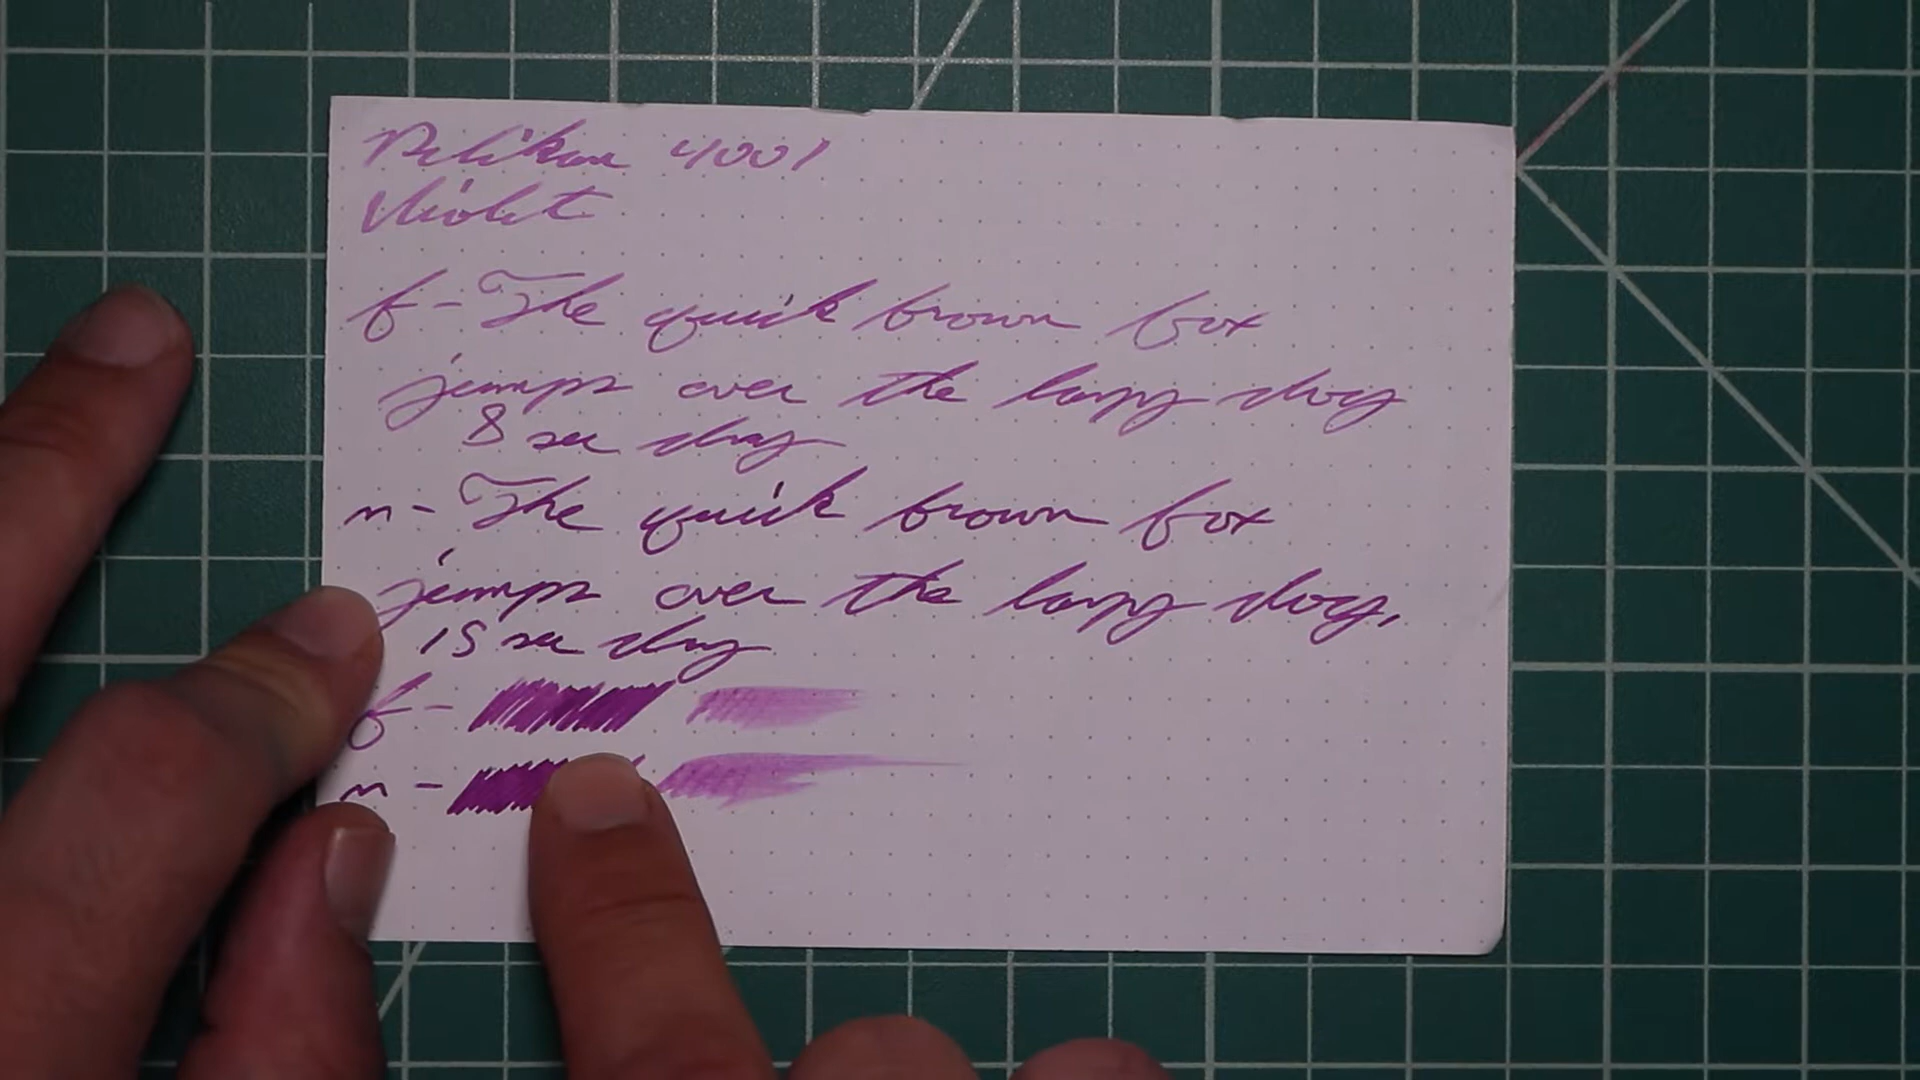 Pelikan 4001
Violet
f - The quick brown fox
jumps over the lazy dog
8 sec dry
m - The quick brown fox
jumps over the lazy dog.
15 sec dry
f -
m -